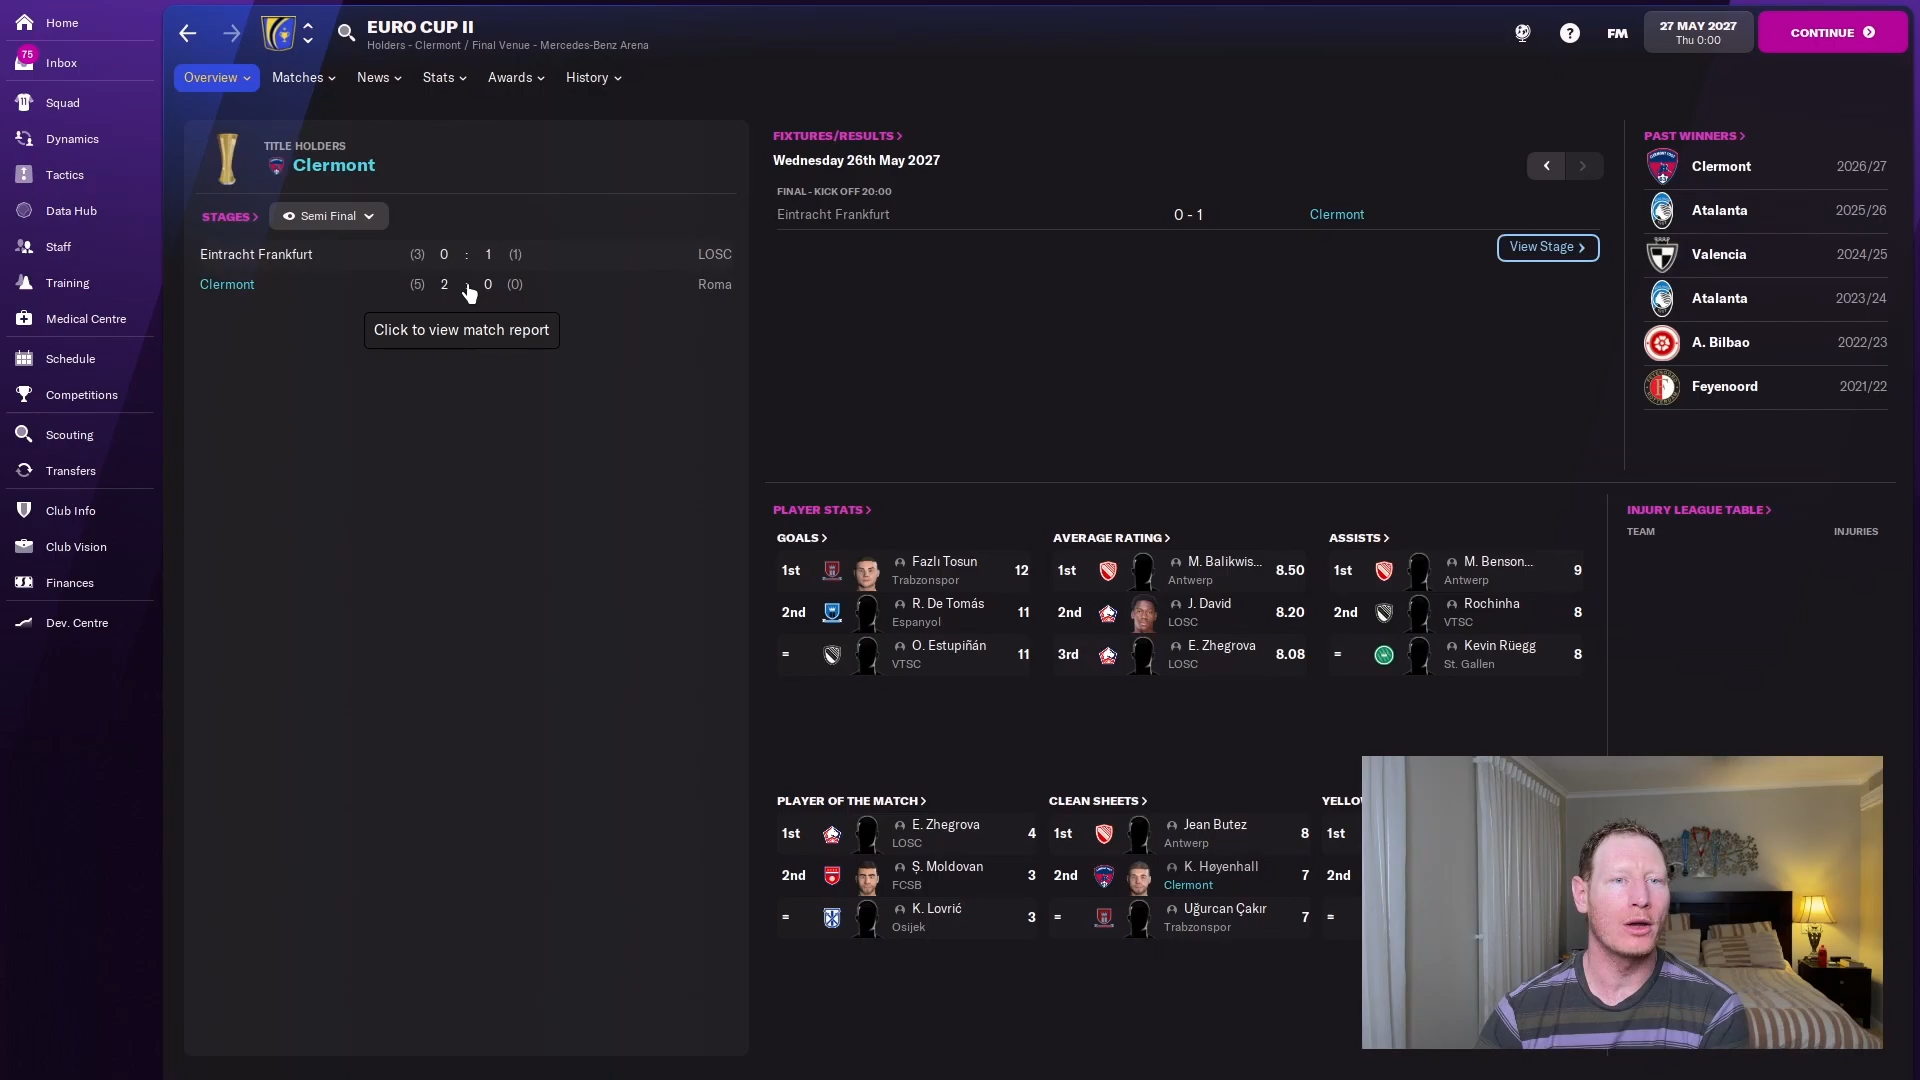 Home
75
Inbox
Squad
Dynamics
Tactics
Data Hub
Staff
Training
Medical Centre
Schedule
Competitions
Scouting
Transfers
Club Info
Club Vision
Finances
Dev. Centre
EURO CUP II
Holders - Clermont / Final Venue - Mercedes-Benz Arena
FM
27 MAY 2027
Thu 0:00
CONTINUE
Overview
Matches
News
Stats
Awards
History
TITLE HOLDERS
Clermont
STAGES
Semi Final
Eintracht Frankfurt (3) 0 : 1 (1) LOSC
Clermont (5) 2 0 (0) Roma
Click to view match report
FIXTURES/RESULTS
Wednesday 26th May 2027
FINAL - KICK OFF 20:00
Eintracht Frankfurt 0 - 1 Clermont
View Stage
PAST WINNERS
Clermont 2026/27
Atalanta 2025/26
Valencia 2024/25
Atalanta 2023/24
A. Bilbao 2022/23
Feyenoord 2021/22
PLAYER STATS
GOALS
1st Fazlı Tosun 12
Trabzonspor
2nd R. De Tomás 11
Espanyol
= O. Estupiñán 11
VTSC
AVERAGE RATING
1st M. Balikwis... 8.50
Antwerp
2nd J. David 8.20
LOSC
3rd E. Zhegrova 8.08
LOSC
ASSISTS
1st M. Benson... 9
Antwerp
2nd Rochinha 8
VTSC
= Kevin Rüegg 8
St. Gallen
INJURY LEAGUE TABLE
TEAM INJURIES
PLAYER OF THE MATCH
1st E. Zhegrova 4
LOSC
2nd Ș. Moldovan 3
FCSB
= K. Lovrić 3
Osijek
CLEAN SHEETS
1st Jean Butez 8
Antwerp
2nd K. Høyenhall 7
Clermont
= Uğurcan Çakır 7
Trabzonspor
YELLO
1st
2nd
=